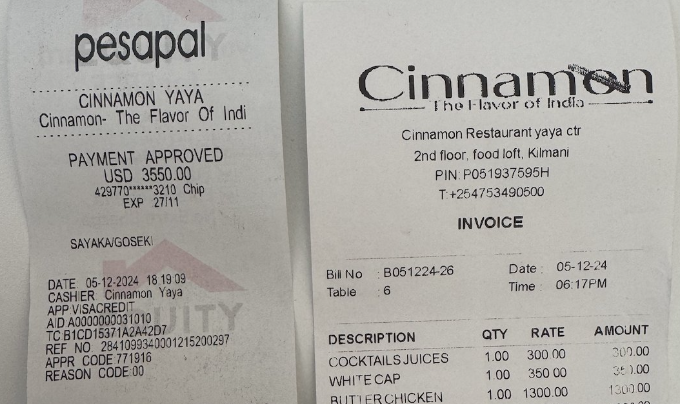 pesapal
CINNAMON YAYA
Cinnamon- The Flavor Of Indi
PAYMENT APPROVED
USD 3550.00
429770******3210 Chip
EXP 27/11
SAYAKA/GOSEKI
DATE 05-12-2024 18 19 09
CASHIER Cinnamon Yaya
APP VISACREDIT
AID A0000000031010
TC B1CD15371A2A42D7
REF NO 2841099340001215200297
APPR CODE 771916
REASON CODE:00
EQUITY
Cinnamon
The Flavor of India
Cinnamon Restaurant yaya ctr
2nd floor, food loft, Kilmani
PIN: P051937595H
T:+254753490500
INVOICE
Bill No : B051224-26 Date : 05-12-24
Table : 6 Time : 06:17PM
DESCRIPTION QTY RATE AMOUNT
COCKTAILS JUICES 1.00 300.00 300.00
WHITE CAP 1.00 350.00 350.00
BUTTER CHICKEN 1.00 1300.00 1300.00